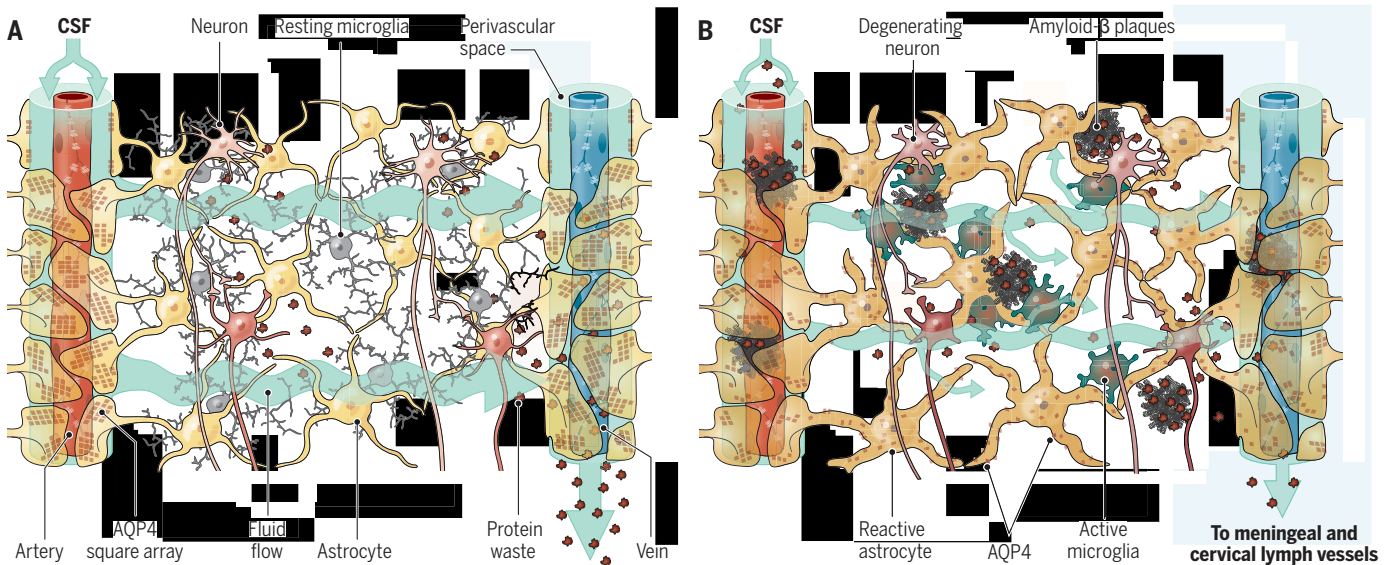 A
CSF
Neuron
Resting microglia
Perivascular
space
Artery
AQP4
square array
Fluid
flow
Astrocyte
Protein
waste
Vein
B
CSF
Degenerating
neuron
Amyloid-β plaques
Reactive
astrocyte
AQP4
Active
microglia
To meningeal and
cervical lymph vessels